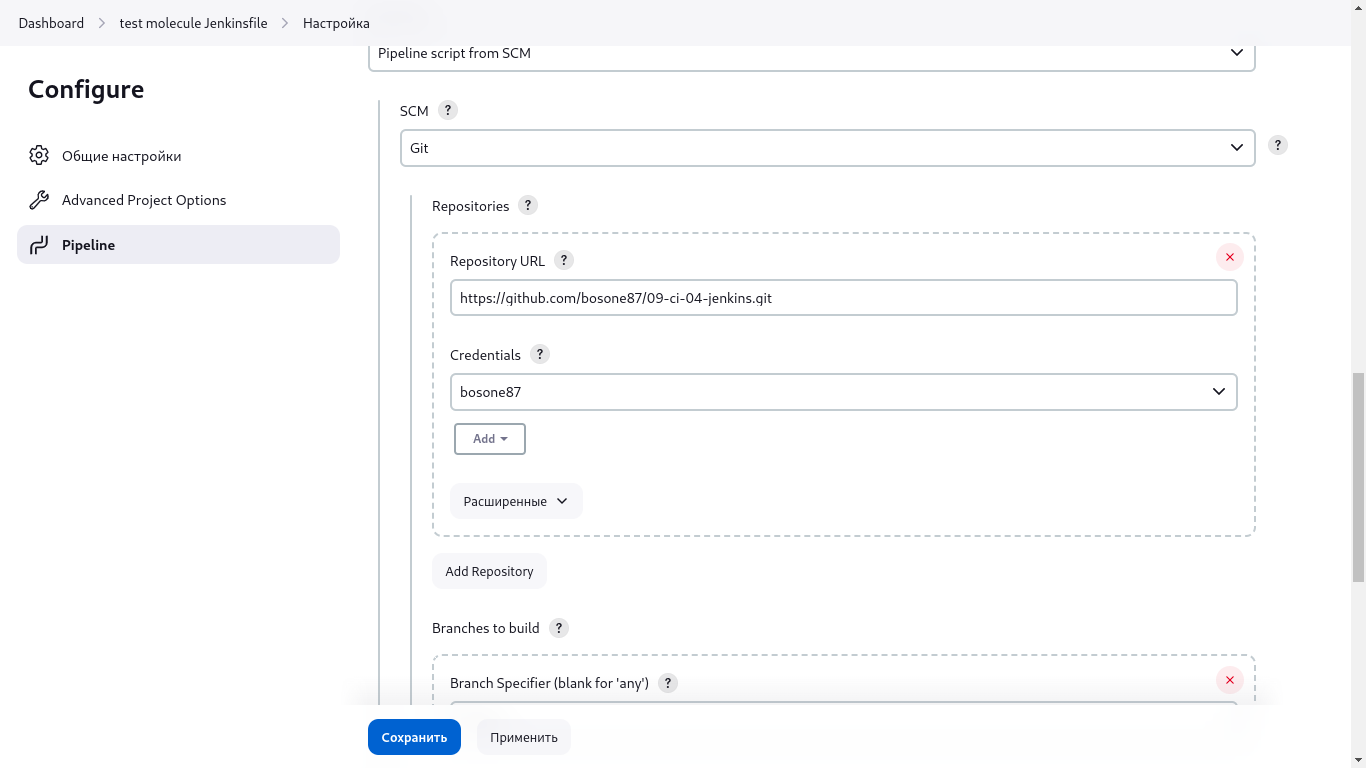 Dashboard > test molecule Jenkinsfile > Настройка
Configure
Общие настройки
Advanced Project Options
Pipeline
Pipeline script from SCM
SCM ?
Git
?
Repositories ?
Repository URL ?
https://github.com/bosone87/09-ci-04-jenkins.git
Credentials ?
bosone87
Add
Расширенные
Add Repository
Branches to build ?
Branch Specifier (blank for 'any') ?
Сохранить Применить